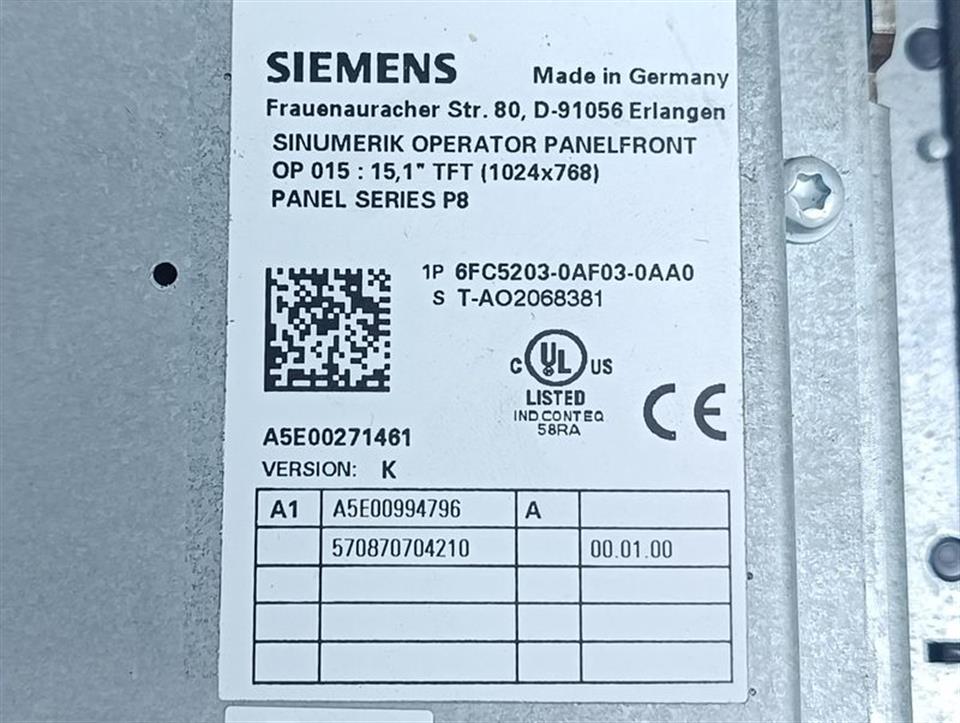 SIEMENS Made in Germany
Frauenauracher Str. 80, D-91056 Erlangen
SINUMERIK OPERATOR PANELFRONT
OP 015 : 15,1" TFT (1024x768)
PANEL SERIES P8
1P 6FC5203-0AF03-0AA0
S T-AO2068381
C UL US
LISTED
IND CONT EQ
58RA
CE
A5E00271461
VERSION: K
A1 A5E00994796 A
570870704210 00.01.00